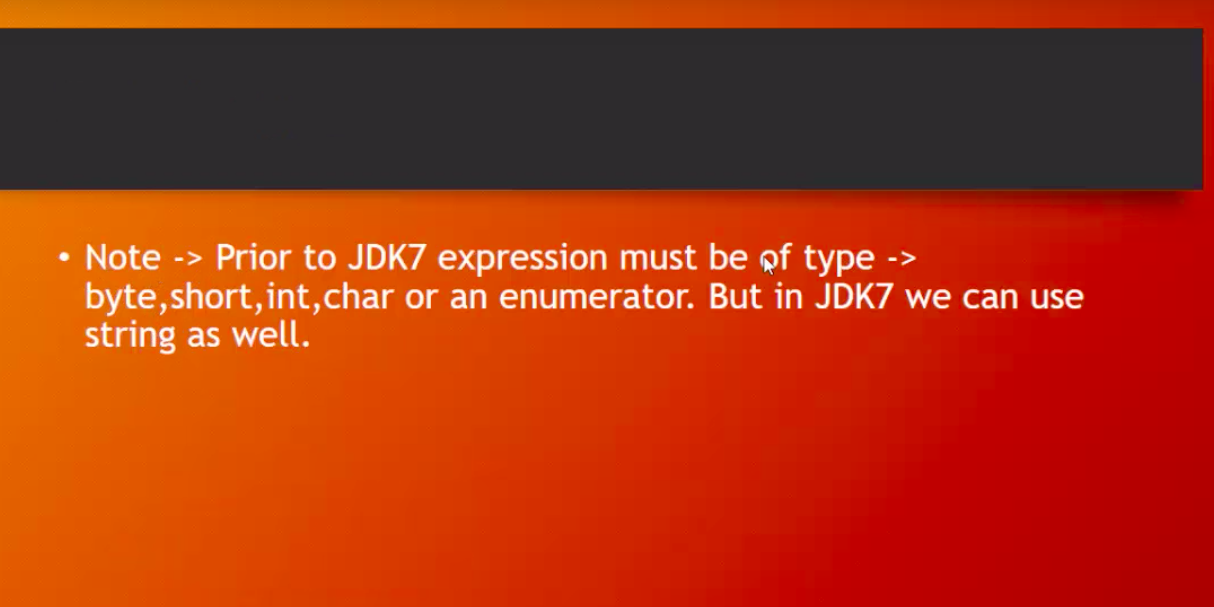 • Note -> Prior to JDK7 expression must be of type ->
byte,short,int,char or an enumerator. But in JDK7 we can use
string as well.